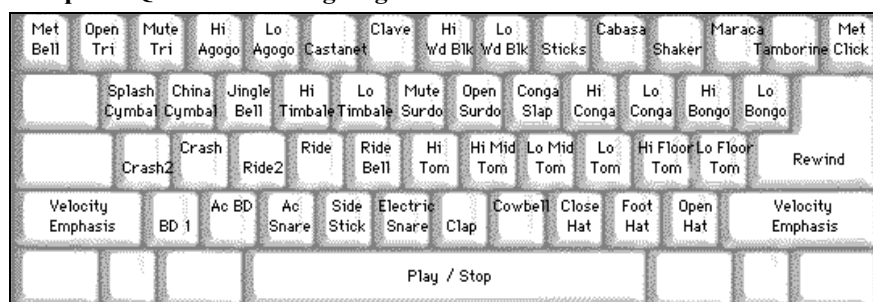 Met Bell
Open Tri
Mute Tri
Hi Agogo
Lo Agogo
Castanet
Clave
Hi Wd Blk
Lo Wd Blk
Sticks
Cabasa
Shaker
Maraca
Tamborine
Met Click
Splash Cymbal
China Cymbal
Jingle Bell
Hi Timbale
Lo Timbale
Mute Surdo
Open Surdo
Conga Slap
Hi Conga
Lo Conga
Hi Bongo
Lo Bongo
Crash2
Crash
Ride2
Ride
Ride Bell
Hi Tom
Hi Mid Tom
Lo Mid Tom
Lo Tom
Hi Floor Tom
Lo Floor Tom
Rewind
Velocity Emphasis
BD 1
Ac BD
Ac Snare
Side Stick
Electric Snare
Clap
Cowbell
Close Hat
Foot Hat
Open Hat
Velocity Emphasis
Play / Stop